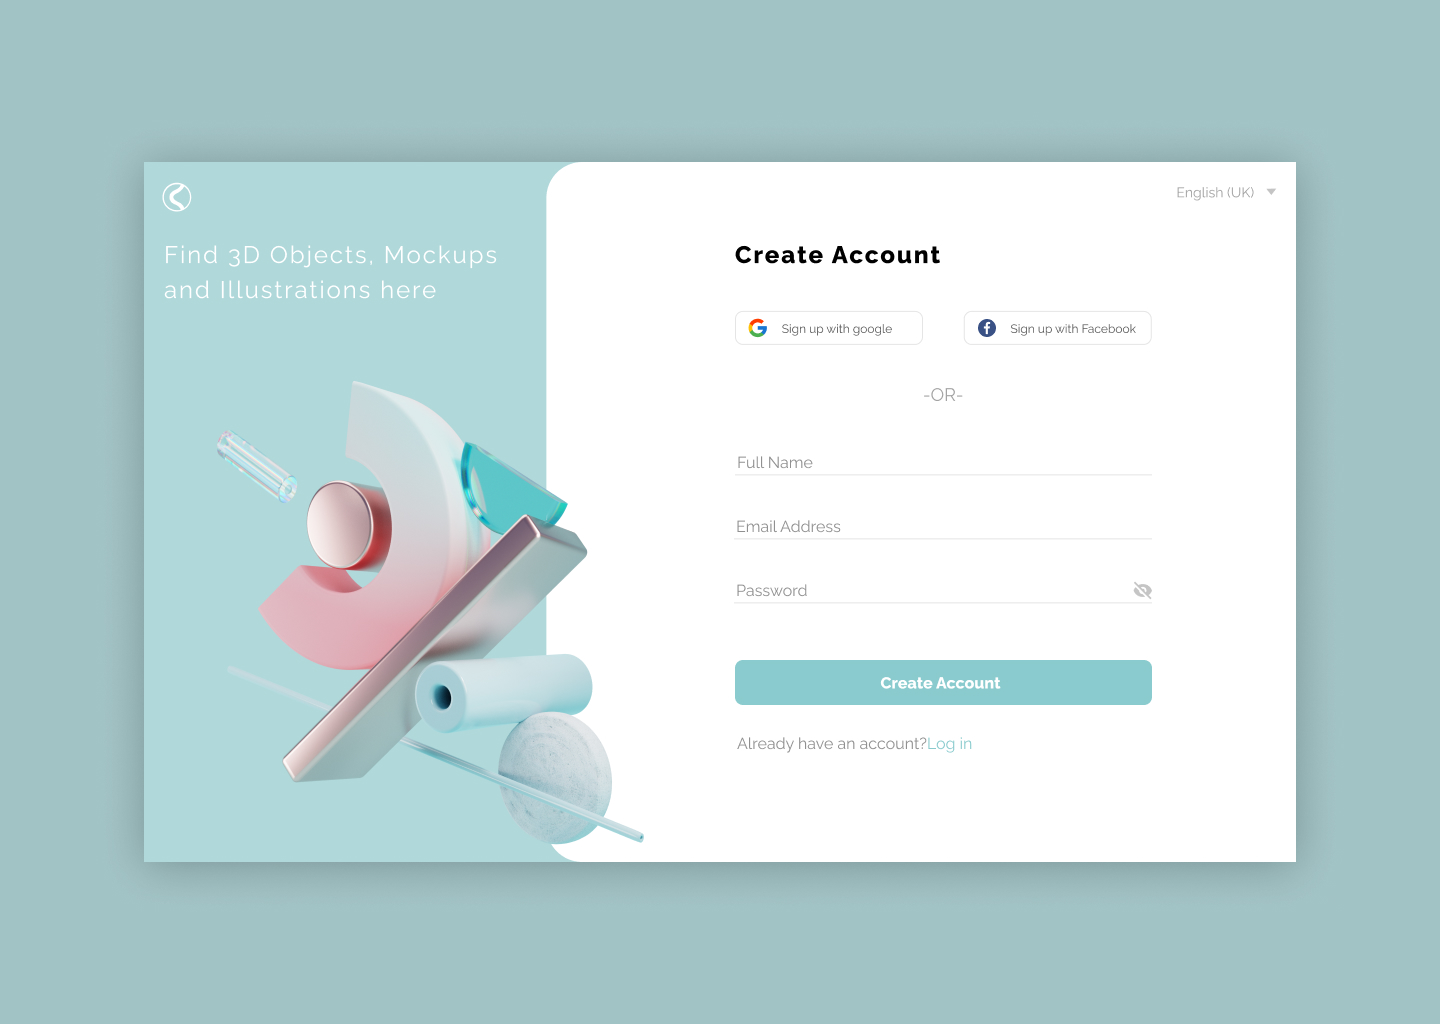 Find 3D Objects, Mockups
and Illustrations here
English (UK)
Create Account
Sign up with google
Sign up with Facebook
-OR-
Full Name
Email Address
Password
Create Account
Already have an account?Log in